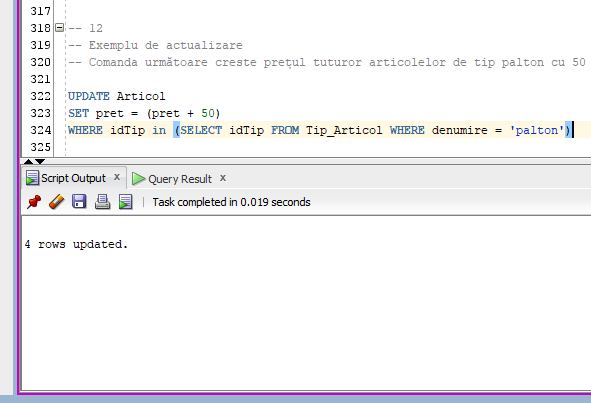 317
318 -- 12
319 -- Exemplu de actualizare
320 -- Comanda următoare creste prețul tuturor articolelor de tip palton cu 50
321
322 UPDATE Articol
323 SET pret = (pret + 50)
324 WHERE idTip in (SELECT idTip FROM Tip_Articol WHERE denumire = 'palton')
325
Script Output x Query Result x
Task completed in 0.019 seconds
4 rows updated.